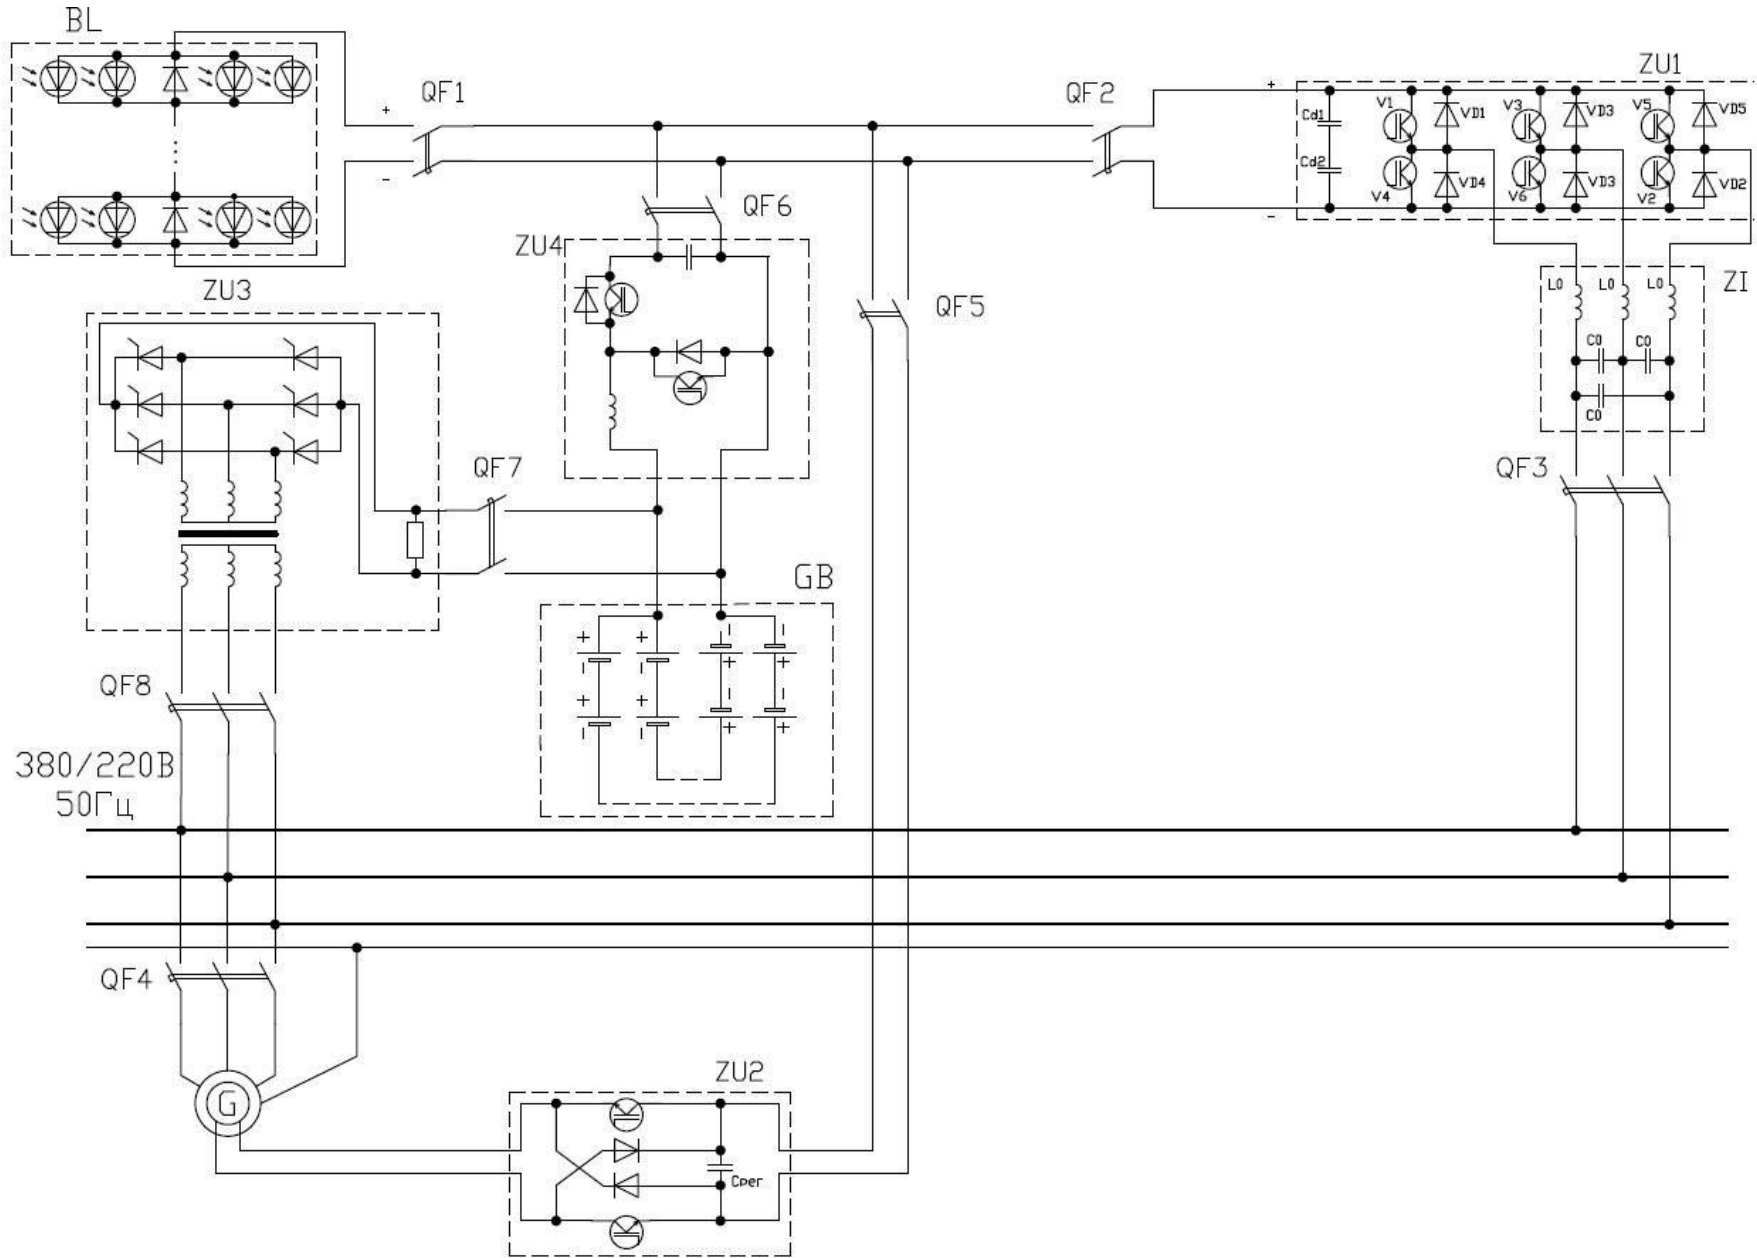 BL
+
QF1
-
QF2
+
-
ZU1
Cd1
Cd2
V1
VD1
V3
VD3
V5
VD5
V4
VD4
V6
VD3
V2
VD2
QF6
ZU4
ZU3
QF5
L0
L0
L0
ZI
C0
C0
C0
QF7
QF3
GB
+
+
+
+
+
+
+
+
QF8
380/220В
50Гц
QF4
G
ZU2
Cрег